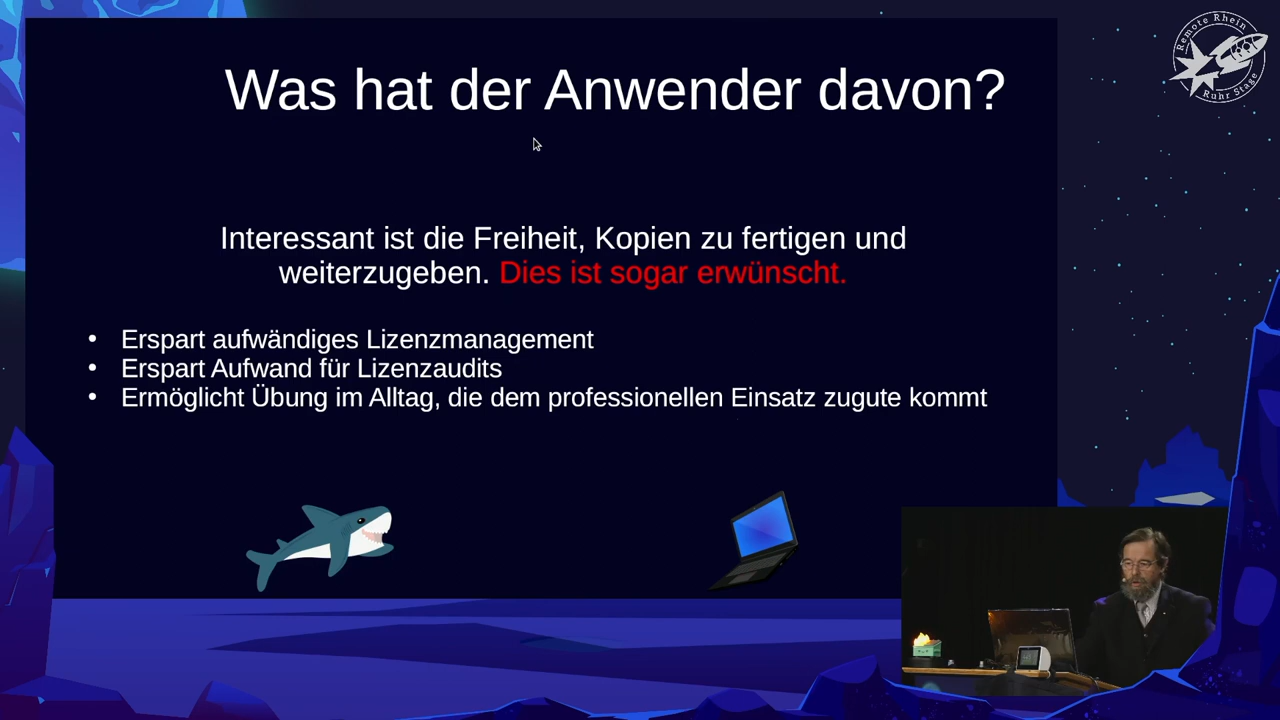 Was hat der Anwender davon?
Remote Rhein
Ruhr Stage
Interessant ist die Freiheit, Kopien zu fertigen und
weiterzugeben. Dies ist sogar erwünscht.
• Erspart aufwändiges Lizenzmanagement
• Erspart Aufwand für Lizenzaudits
• Ermöglicht Übung im Alltag, die dem professionellen Einsatz zugute kommt